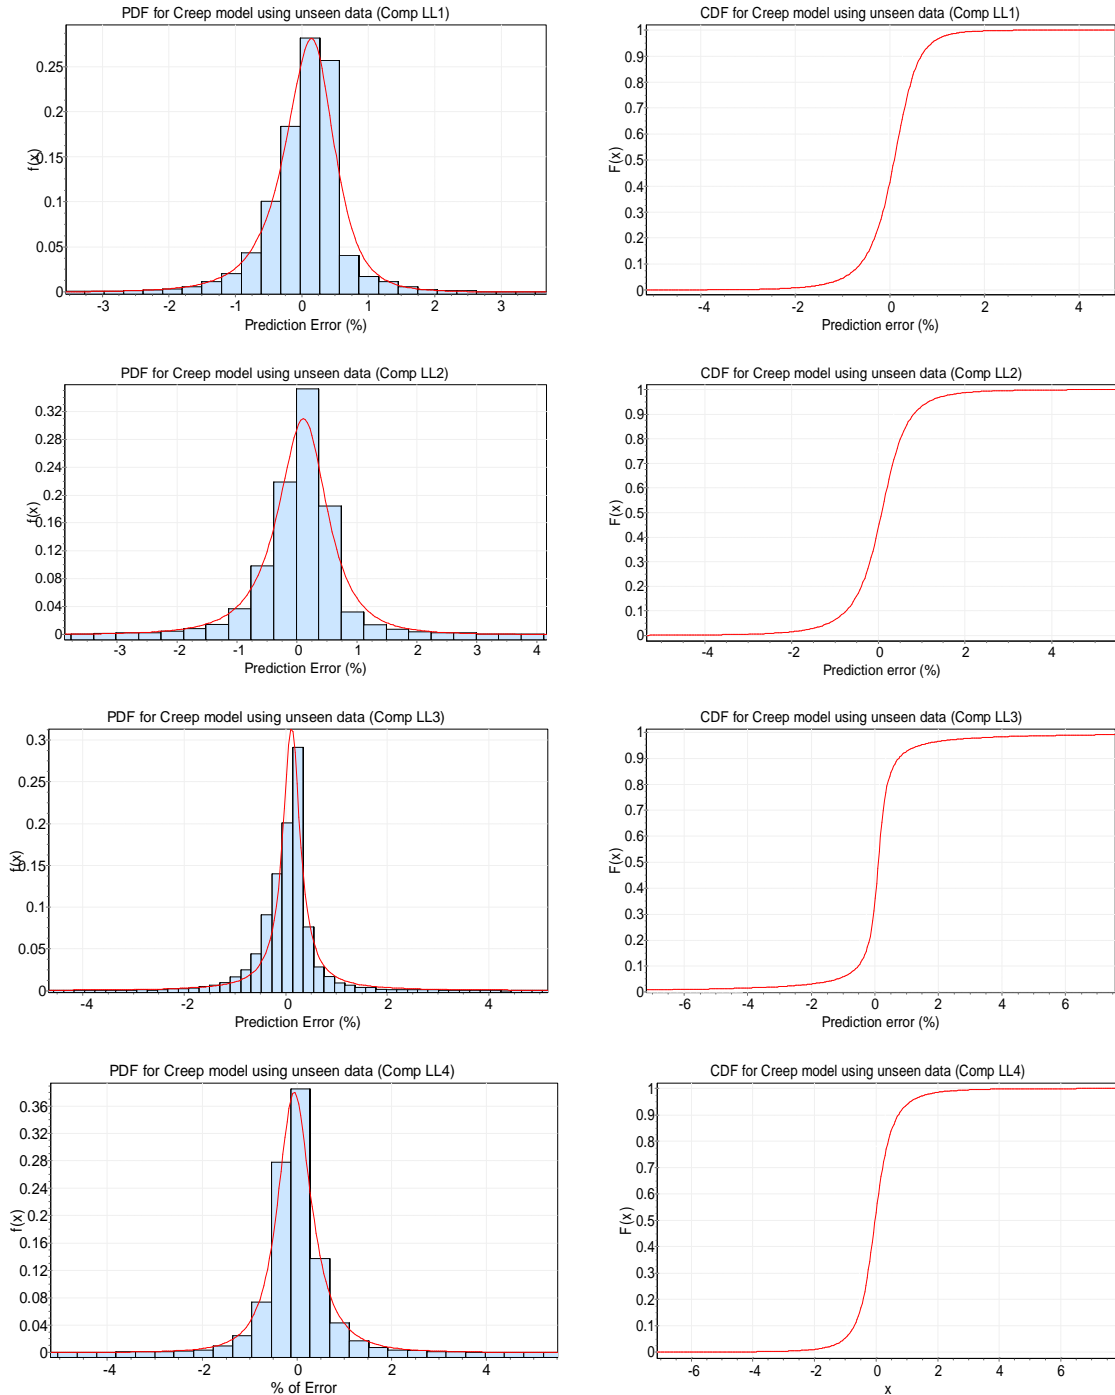 PDF for Creep model using unseen data (Comp LL1)
f(x)
0.25
0.2
0.15
0.1
0.05
0
-3 -2 -1 0 1 2 3
Prediction Error (%)
CDF for Creep model using unseen data (Comp LL1)
F(x)
1
0.9
0.8
0.7
0.6
0.5
0.4
0.3
0.2
0.1
0
-4 -2 0 2 4
Prediction error (%)
PDF for Creep model using unseen data (Comp LL2)
f(x)
0.32
0.28
0.24
0.2
0.16
0.12
0.08
0.04
0
-3 -2 -1 0 1 2 3 4
Prediction Error (%)
CDF for Creep model using unseen data (Comp LL2)
F(x)
1
0.9
0.8
0.7
0.6
0.5
0.4
0.3
0.2
0.1
0
-4 -2 0 2 4
Prediction error (%)
PDF for Creep model using unseen data (Comp LL3)
f(x)
0.3
0.25
0.2
0.15
0.1
0.05
0
-4 -2 0 2 4
Prediction Error (%)
CDF for Creep model using unseen data (Comp LL3)
F(x)
1
0.9
0.8
0.7
0.6
0.5
0.4
0.3
0.2
0.1
0
-6 -4 -2 0 2 4 6
Prediction error (%)
PDF for Creep model using unseen data (Comp LL4)
f(x)
0.36
0.32
0.28
0.24
0.2
0.16
0.12
0.08
0.04
0
-4 -2 0 2 4
% of Error
CDF for Creep model using unseen data (Comp LL4)
F(x)
1
0.9
0.8
0.7
0.6
0.5
0.4
0.3
0.2
0.1
0
-6 -4 -2 0 2 4 6
x